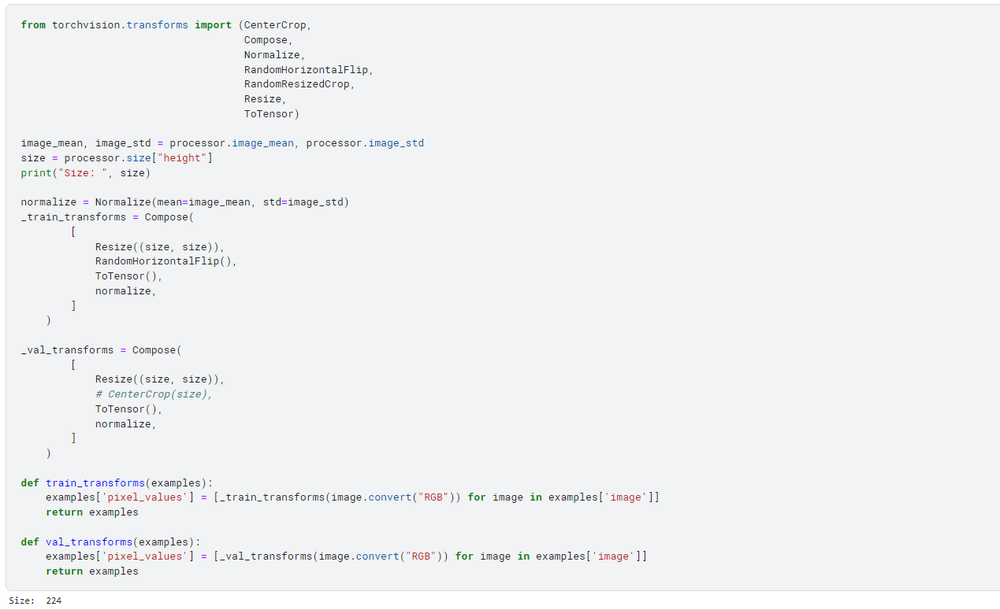 from torchvision.transforms import (CenterCrop,
                                    Compose,
                                    Normalize,
                                    RandomHorizontalFlip,
                                    RandomResizedCrop,
                                    Resize,
                                    ToTensor)

image_mean, image_std = processor.image_mean, processor.image_std
size = processor.size["height"]
print("Size: ", size)

normalize = Normalize(mean=image_mean, std=image_std)
_train_transforms = Compose(
        [
            Resize((size, size)),
            RandomHorizontalFlip(),
            ToTensor(),
            normalize,
        ]
    )

_val_transforms = Compose(
        [
            Resize((size, size)),
            # CenterCrop(size),
            ToTensor(),
            normalize,
        ]
    )

def train_transforms(examples):
    examples['pixel_values'] = [_train_transforms(image.convert("RGB")) for image in examples['image']]
    return examples

def val_transforms(examples):
    examples['pixel_values'] = [_val_transforms(image.convert("RGB")) for image in examples['image']]
    return examples

Size:  224